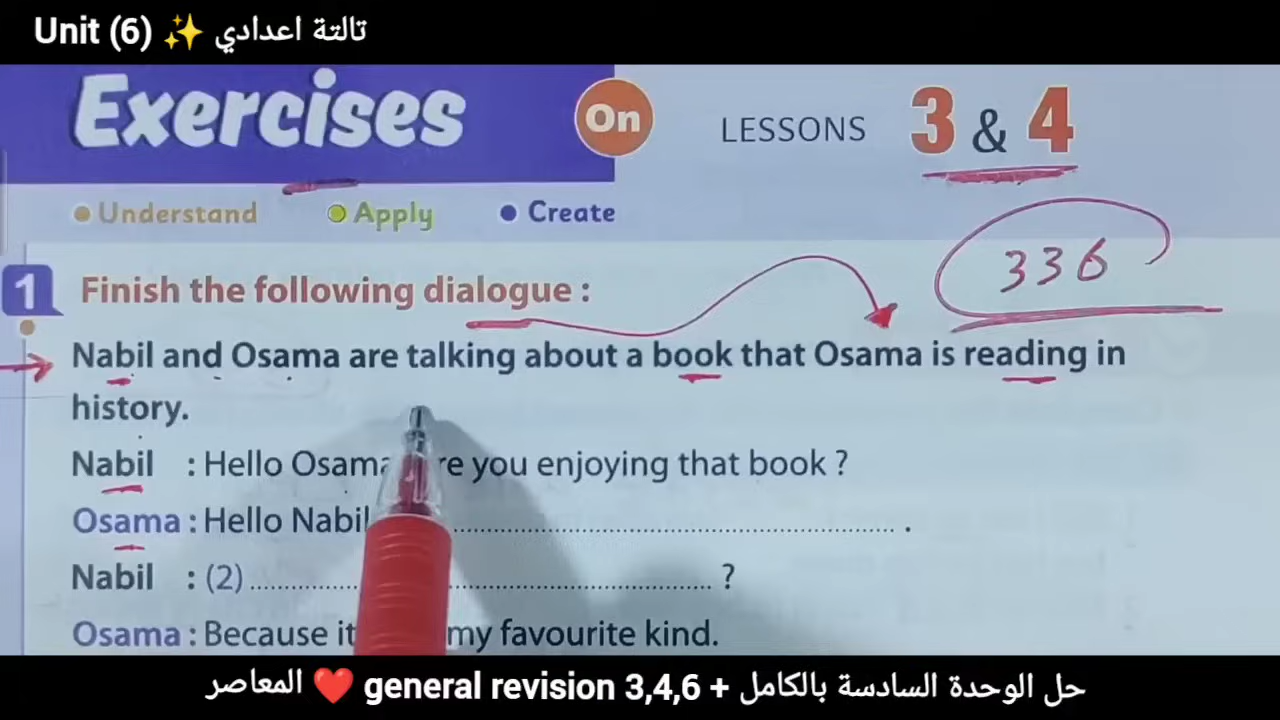 Unit (6) ✨ تالتة اعدادي
Exercises On LESSONS 3 & 4
Understand Apply Create
336
1 Finish the following dialogue :
Nabil and Osama are talking about a book that Osama is reading in
history.
Nabil : Hello Osama are you enjoying that book ?
Osama : Hello Nabil .................................................. .
Nabil : (2) .................................................. ?
Osama : Because it my favourite kind.
حل الوحدة السادسة بالكامل + general revision 3,4,6 ❤️ المعاصر